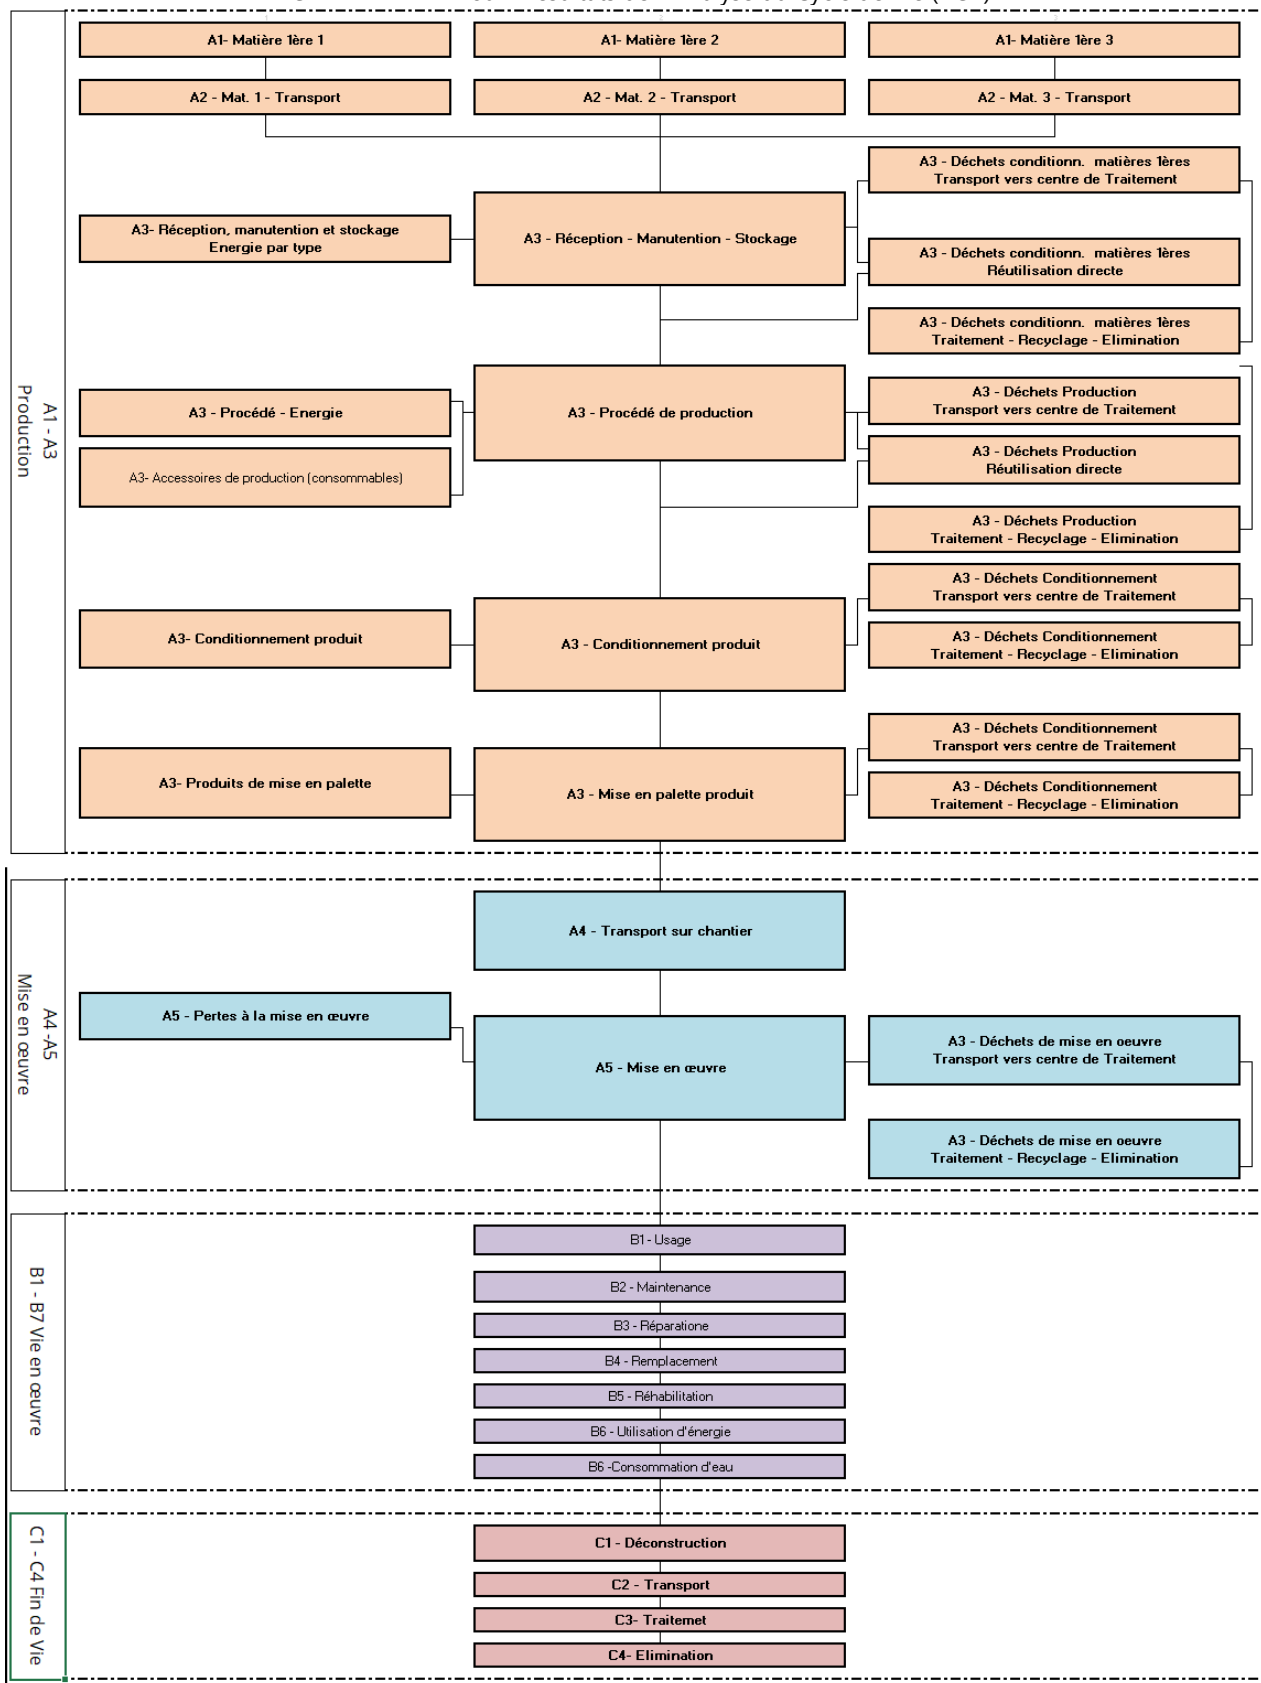 A1- Matière 1ère 1
A1- Matière 1ère 2
A1- Matière 1ère 3
A2 - Mat. 1 - Transport
A2 - Mat. 2 - Transport
A2 - Mat. 3 - Transport
A1 - A3
Production
A3 - Déchets conditionn. matières 1ères
Transport vers centre de Traitement
A3- Réception, manutention et stockage
Energie par type
A3 - Réception - Manutention - Stockage
A3 - Déchets conditionn. matières 1ères
Réutilisation directe
A3 - Déchets conditionn. matières 1ères
Traitement - Recyclage - Elimination
A3 - Procédé - Energie
A3 - Procédé de production
A3 - Déchets Production
Transport vers centre de Traitement
A3- Accessoires de production (consommables)
A3 - Déchets Production
Réutilisation directe
A3 - Déchets Production
Traitement - Recyclage - Elimination
A3 - Déchets Conditionnement
Transport vers centre de Traitement
A3- Conditionnement produit
A3 - Conditionnement produit
A3 - Déchets Conditionnement
Traitement - Recyclage - Elimination
A3 - Déchets Conditionnement
Transport vers centre de Traitement
A3- Produits de mise en palette
A3 - Mise en palette produit
A3 - Déchets Conditionnement
Traitement - Recyclage - Elimination
A4 -A5
Mise en œuvre
A4 - Transport sur chantier
A5 - Pertes à la mise en œuvre
A5 - Mise en œuvre
A3 - Déchets de mise en oeuvre
Transport vers centre de Traitement
A3 - Déchets de mise en oeuvre
Traitement - Recyclage - Elimination
B1 - B7 Vie en œuvre
B1 - Usage
B2 - Maintenance
B3 - Réparatione
B4 - Remplacement
B5 - Réhabilitation
B6 - Utilisation d'énergie
B6 -Consommation d'eau
C1 - C4 Fin de Vie
C1 - Déconstruction
C2 - Transport
C3- Traitemet
C4- Elimination